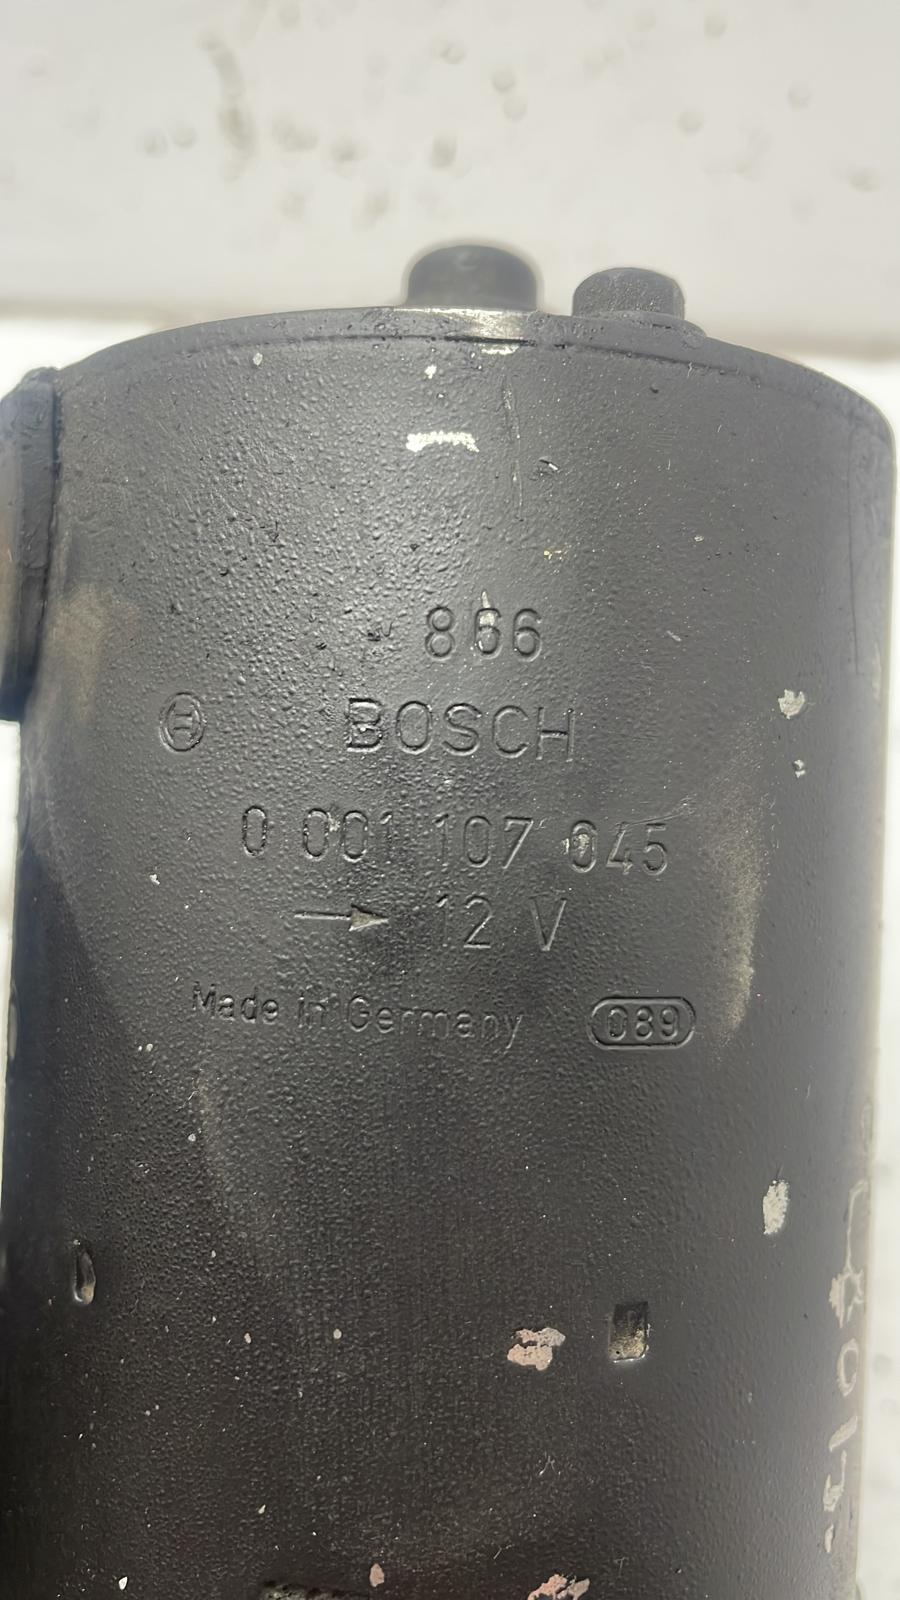 866
BOSCH
0 001 107 045
→ 12 V
Made in Germany 089